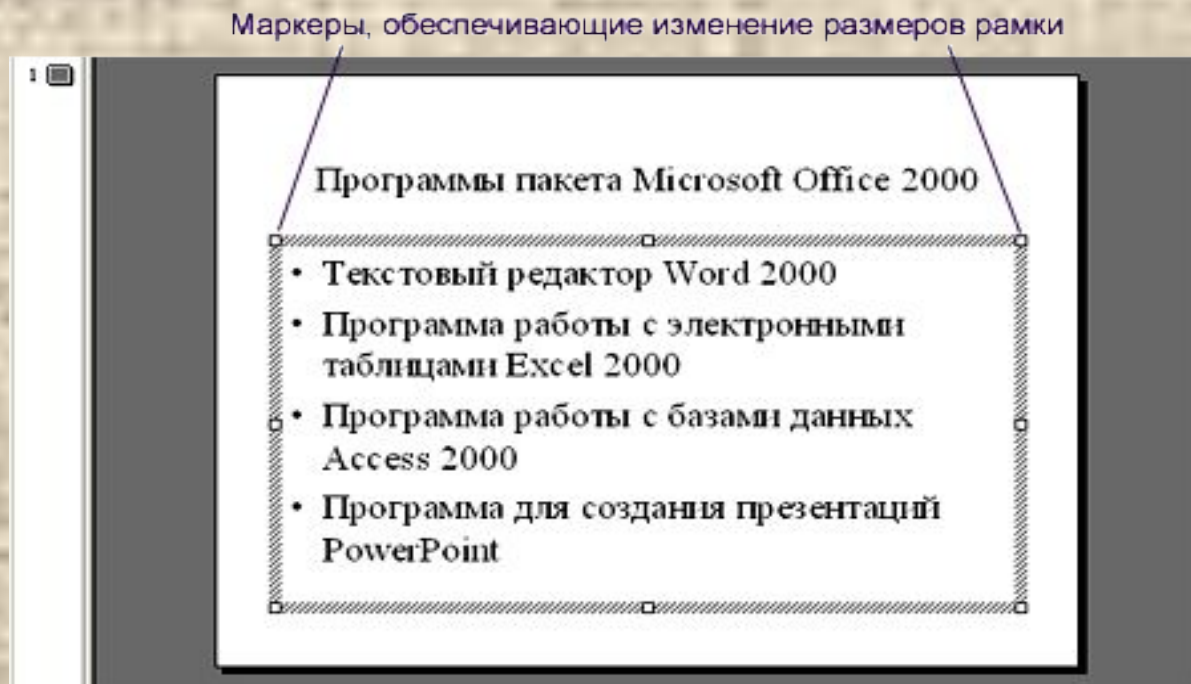 Маркеры, обеспечивающие изменение размеров рамки
1
Программы пакета Microsoft Office 2000
• Текстовый редактор Word 2000
• Программа работы с электронными
таблицами Excel 2000
• Программа работы с базами данных
Access 2000
• Программа для создания презентаций
PowerPoint